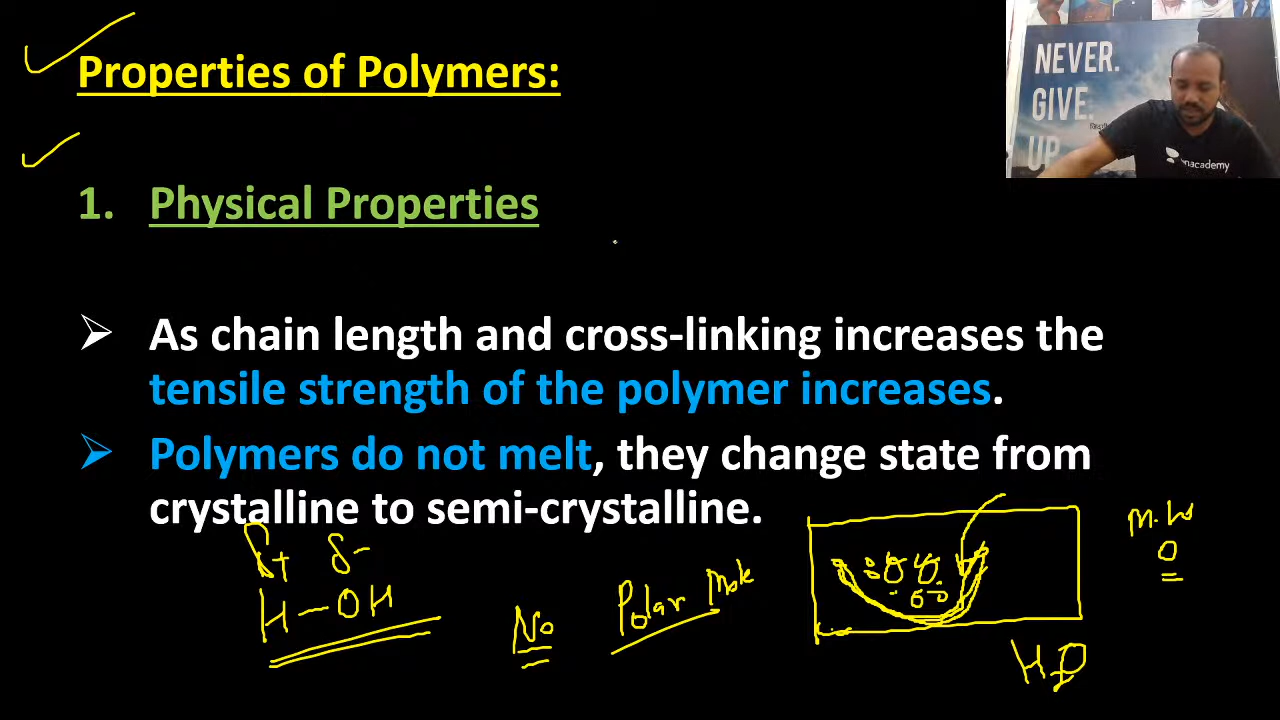 Properties of Polymers:
NEVER.
GIVE.
UP
unacademy
1. Physical Properties
As chain length and cross-linking increases the
tensile strength of the polymer increases.
Polymers do not melt, they change state from
crystalline to semi-crystalline.
δ+ δ-
H-OH
No
Polar
M.W
H2O